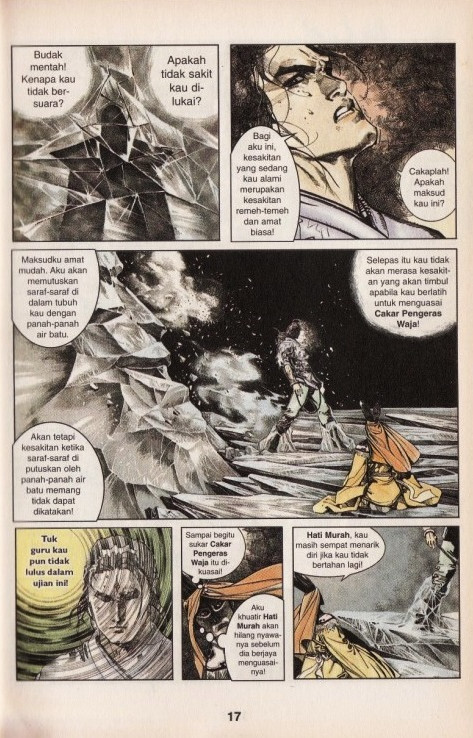 Budak
mentah!
Kenapa kau
tidak ber-
suara?
Apakah
tidak sakit
kau di-
lukai?
Bagi
aku ini,
kesakitan
yang sedang
kau alami
merupakan
kesakitan
remeh-temeh
dan amat
biasa!
Cakaplah!
Apakah
maksud
kau ini?
Maksudku amat
mudah. Aku akan
memutuskan
saraf-saraf di
dalam tubuh
kau dengan
panah-panah
air batu.
Selepas itu kau tidak
akan merasa kesakit-
an yang akan timbul
apabila kau berlatih
untuk menguasai
Cakar Pengeras
Waja!
Akan tetapi
kesakitan ketika
saraf-saraf di
putuskan oleh
panah-panah air
batu memang
tidak dapat
dikatakan!
Tuk
guru kau
pun tidak
lulus dalam
ujian ini!
Sampai begitu
sukar Cakar
Pengeras
Waja itu di-
kuasai!
Aku
khuatir Hati
Murah akan
hilang nyawa-
nya sebelum
dia berjaya
menguasai-
nya!
Hati Murah, kau
masih sempat menarik
diri jika kau tidak
bertahan lagi!
17